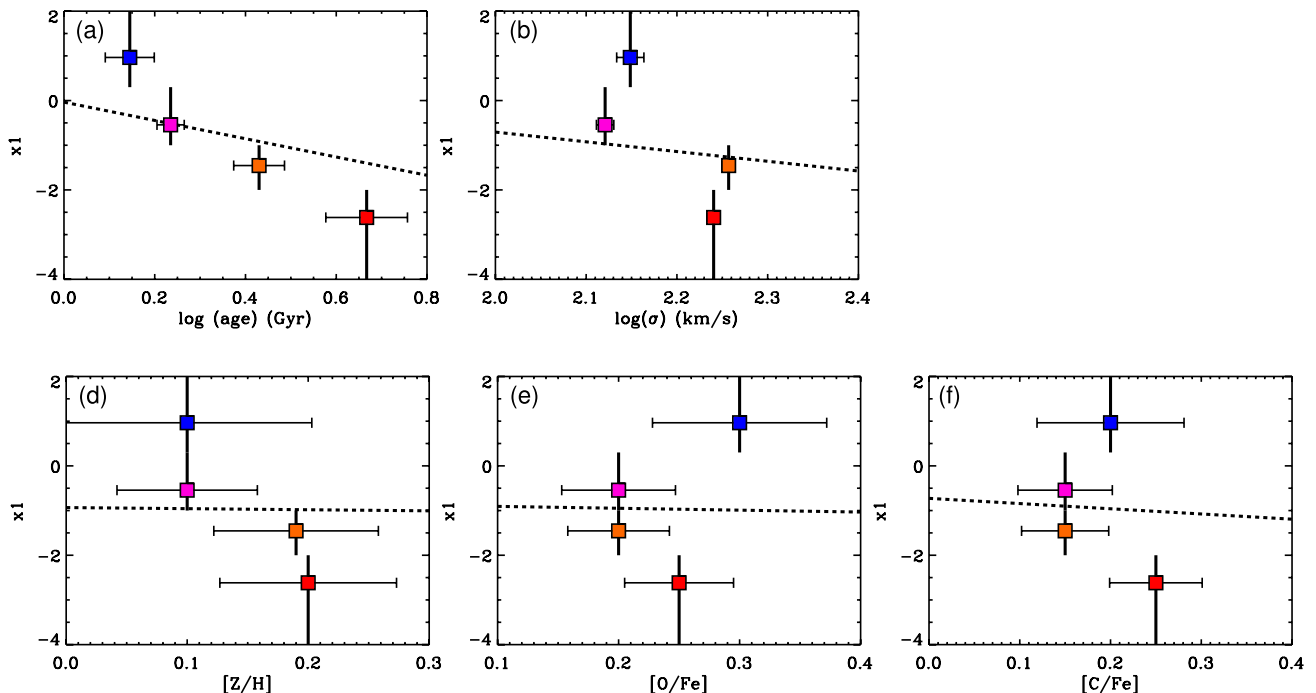 (a)
2
0
−2
−4
x1
0.0 0.2 0.4 0.6 0.8
log (age) (Gyr)
(b)
2
0
−2
−4
x1
2.0 2.1 2.2 2.3 2.4
log(σ) (km/s)
(d)
2
0
−2
−4
x1
0.0 0.1 0.2 0.3
[Z/H]
(e)
2
0
−2
−4
x1
0.1 0.2 0.3 0.4
[O/Fe]
(f)
2
0
−2
−4
x1
0.0 0.1 0.2 0.3 0.4
[C/Fe]